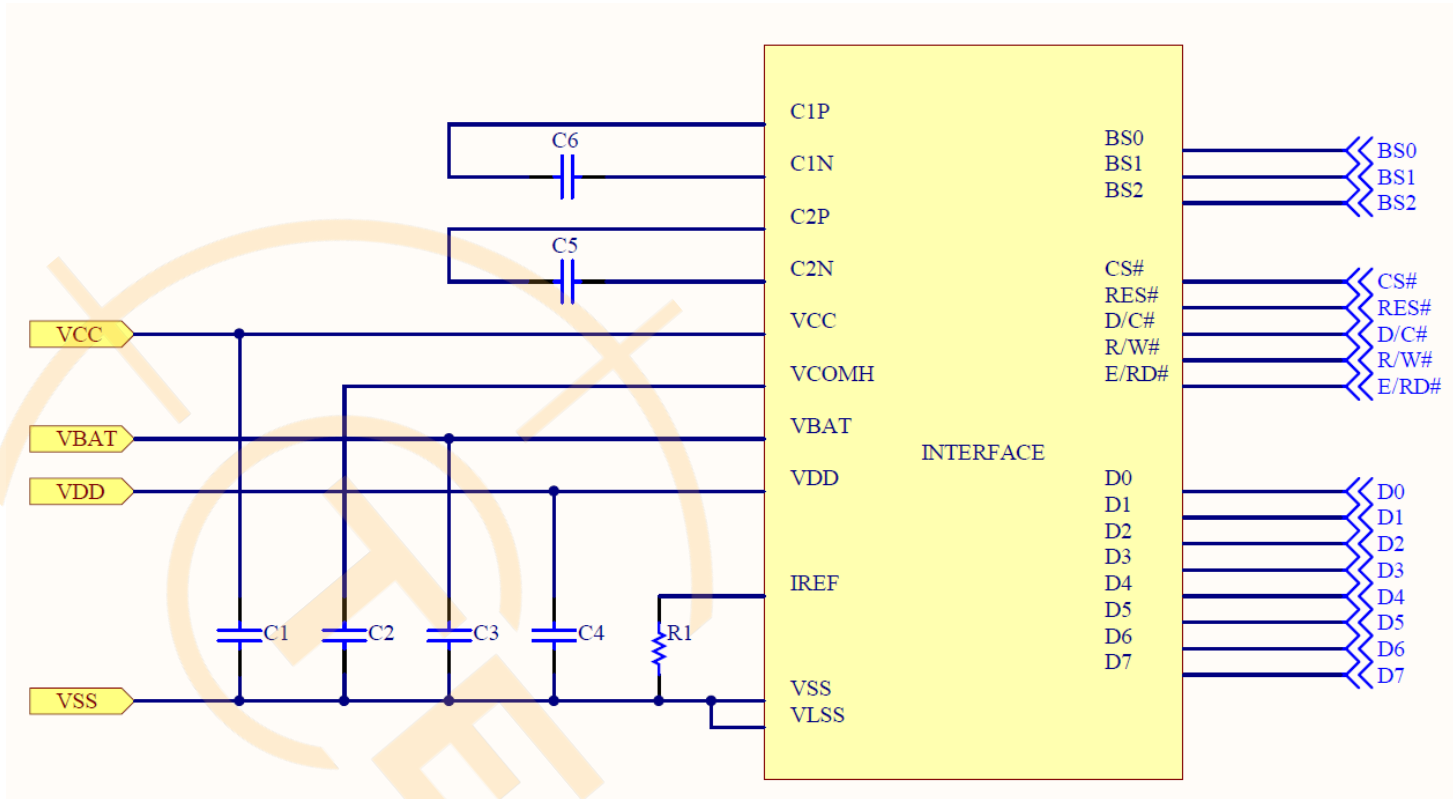 C1P
C6
C1N
C2P
C5
C2N
VCC
VCC
VCOMH
VBAT
VBAT
VDD
VDD
IREF
C1
C2
C3
C4
R1
VSS
VSS
VLSS
INTERFACE
BS0
BS1
BS2
CS#
RES#
D/C#
R/W#
E/RD#
D0
D1
D2
D3
D4
D5
D6
D7
BS0
BS1
BS2
CS#
RES#
D/C#
R/W#
E/RD#
D0
D1
D2
D3
D4
D5
D6
D7
TE